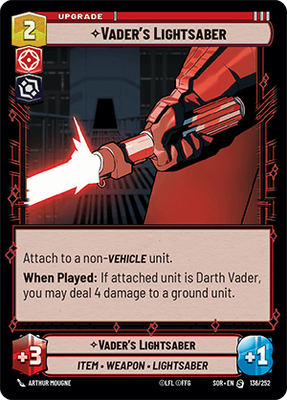 UPGRADE
2
✧VADER'S LIGHTSABER
Attach to a non-VEHICLE unit.
When Played: If attached unit is Darth Vader,
you may deal 4 damage to a ground unit.
✧VADER'S LIGHTSABER
+3
+1
ITEM • WEAPON • LIGHTSABER
ARTHUR MOUGNE
©LFL ©FFG
SOR • EN
136/252